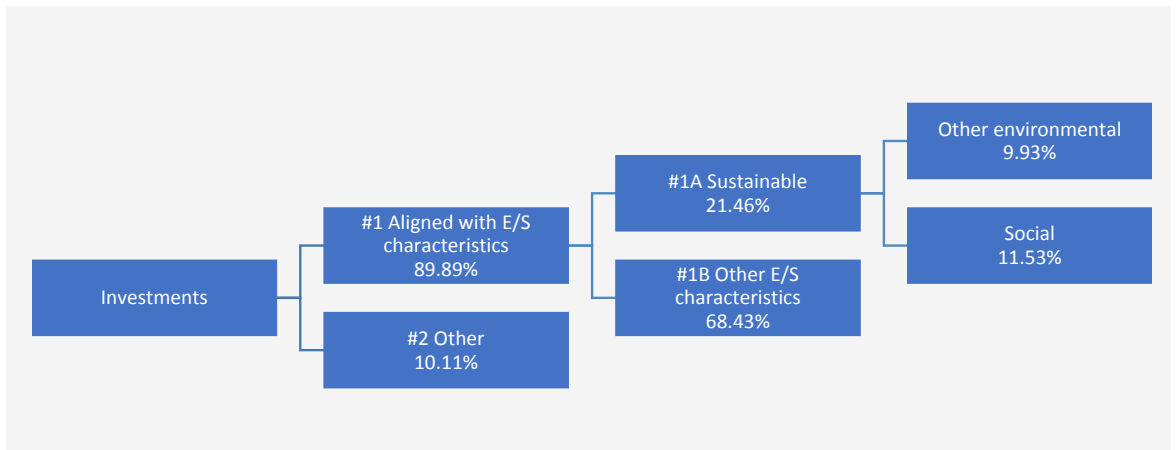 Investments
#1 Aligned with E/S
characteristics
89.89%
#2 Other
10.11%
#1A Sustainable
21.46%
#1B Other E/S
characteristics
68.43%
Other environmental
9.93%
Social
11.53%